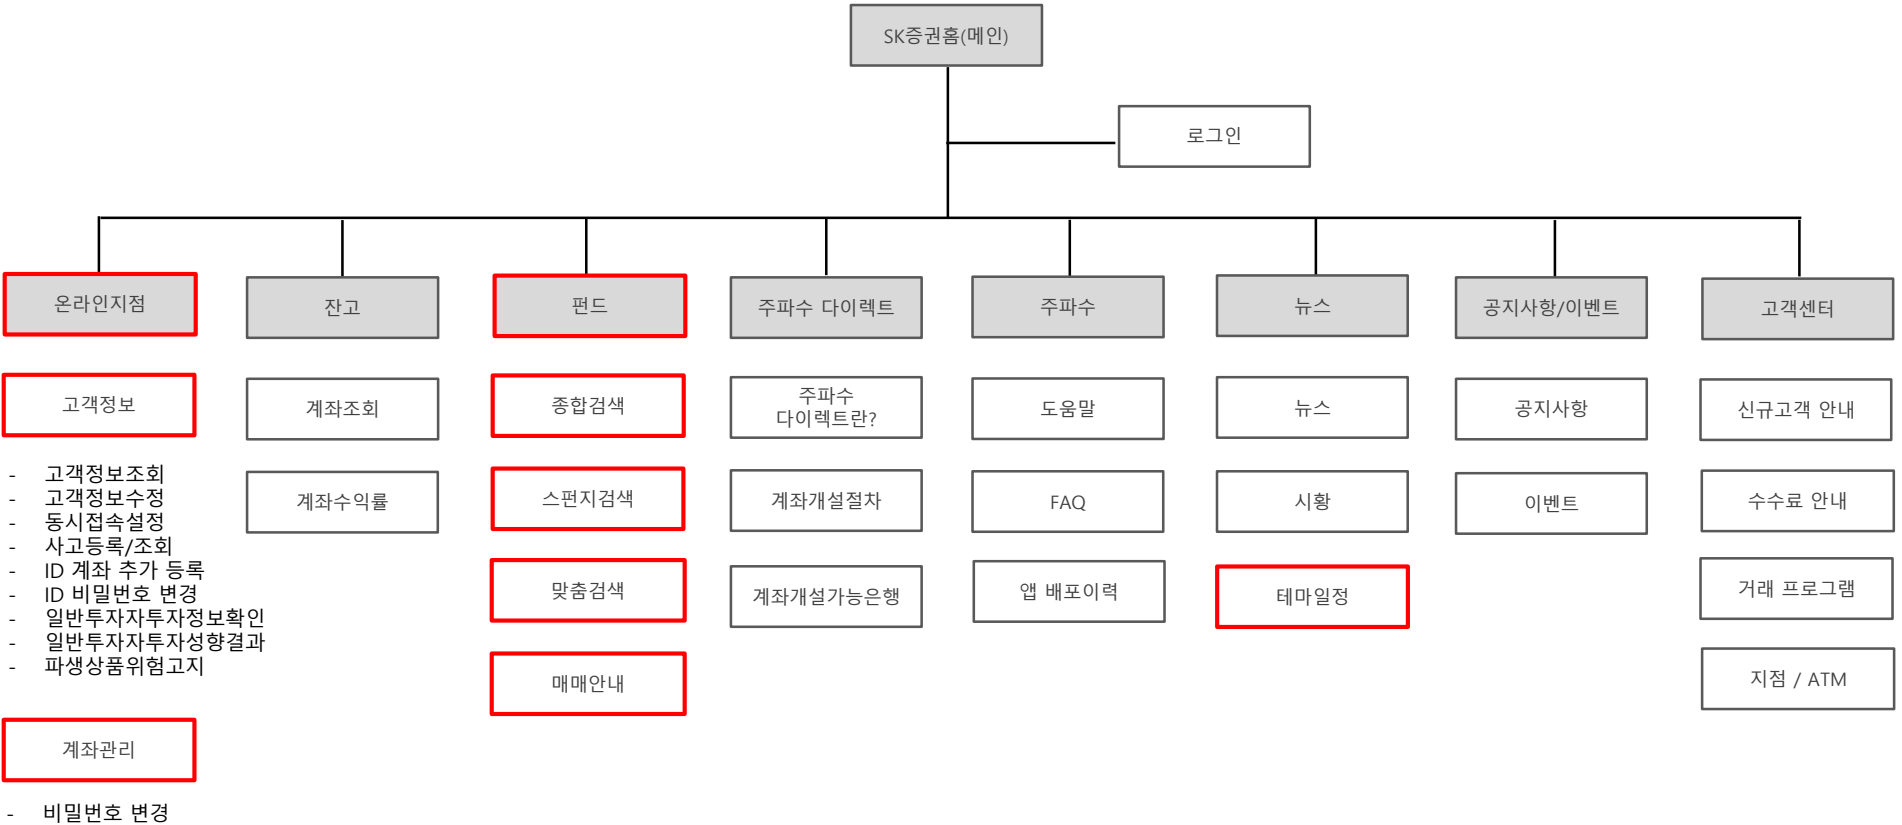 SK증권홈(메인)
로그인
온라인지점
잔고
펀드
주파수 다이렉트
주파수
뉴스
공지사항/이벤트
고객센터
고객정보
계좌조회
종합검색
주파수
다이렉트란?
도움말
뉴스
공지사항
신규고객 안내
- 고객정보조회
- 고객정보수정
- 동시접속설정
- 사고등록/조회
- ID 계좌 추가 등록
- ID 비밀번호 변경
- 일반투자자투자정보확인
- 일반투자자투자성향결과
- 파생상품위험고지
계좌수익률
스펀지검색
계좌개설절차
FAQ
시황
이벤트
수수료 안내
맞춤검색
계좌개설가능은행
앱 배포이력
테마일정
거래 프로그램
매매안내
지점 / ATM
계좌관리
- 비밀번호 변경